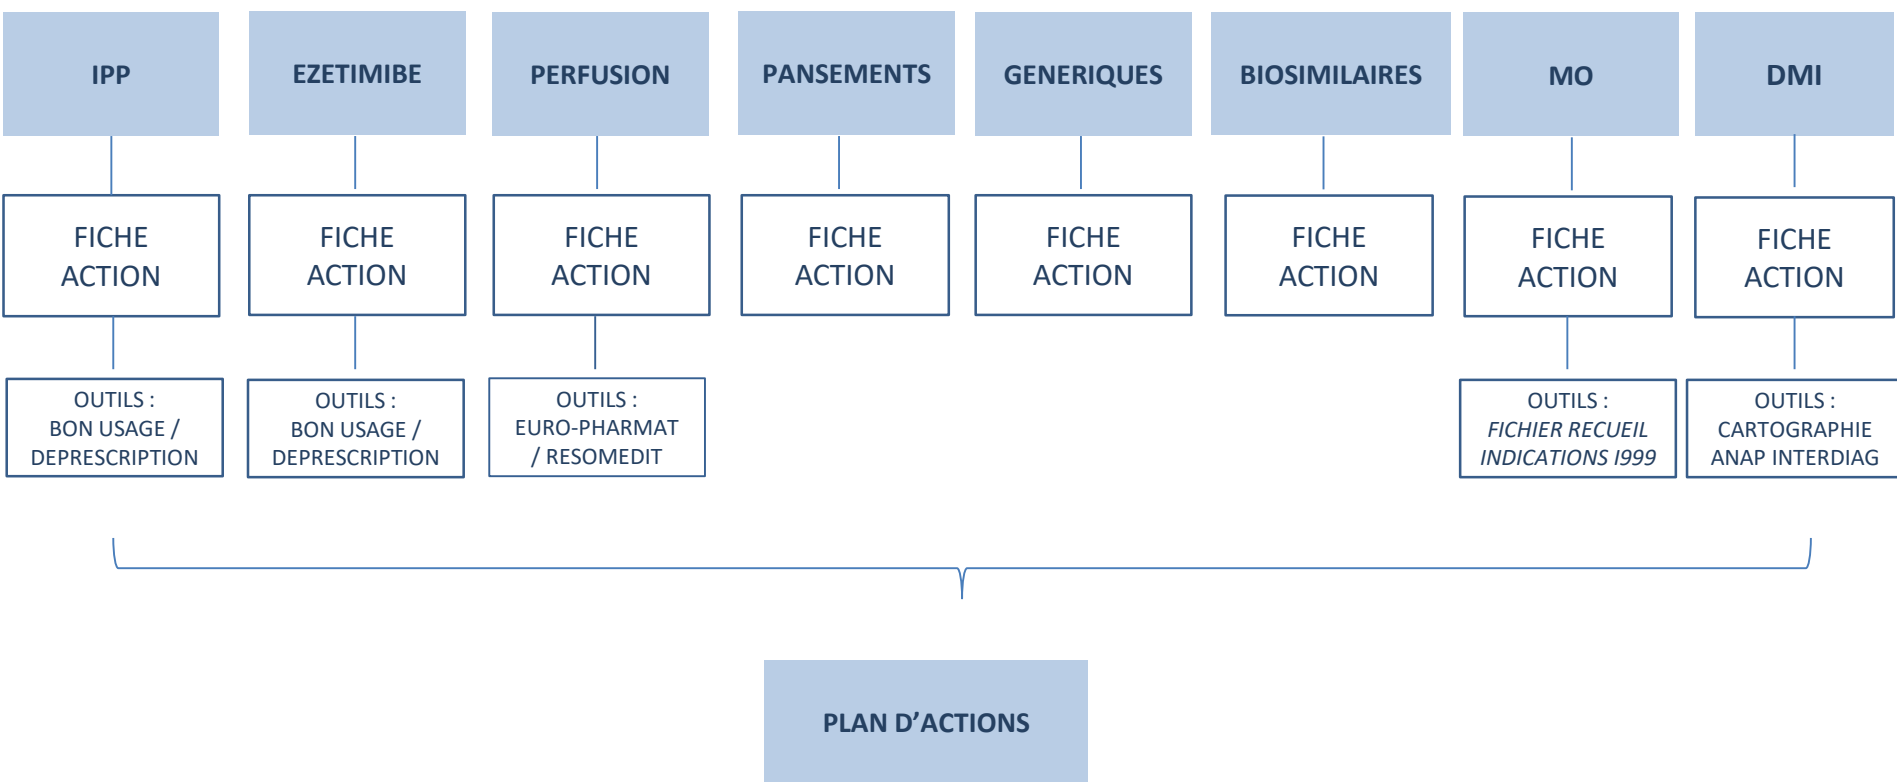 IPP
EZETIMIBE
PERFUSION
PANSEMENTS
GENERIQUES
BIOSIMILAIRES
MO
DMI
FICHE
ACTION
FICHE
ACTION
FICHE
ACTION
FICHE
ACTION
FICHE
ACTION
FICHE
ACTION
FICHE
ACTION
FICHE
ACTION
OUTILS :
BON USAGE /
DEPRESCRIPTION
OUTILS :
BON USAGE /
DEPRESCRIPTION
OUTILS :
EURO-PHARMAT
/ RESOMEDIT
OUTILS :
FICHIER RECUEIL
INDICATIONS I999
OUTILS :
CARTOGRAPHIE
ANAP INTERDIAG
PLAN D’ACTIONS